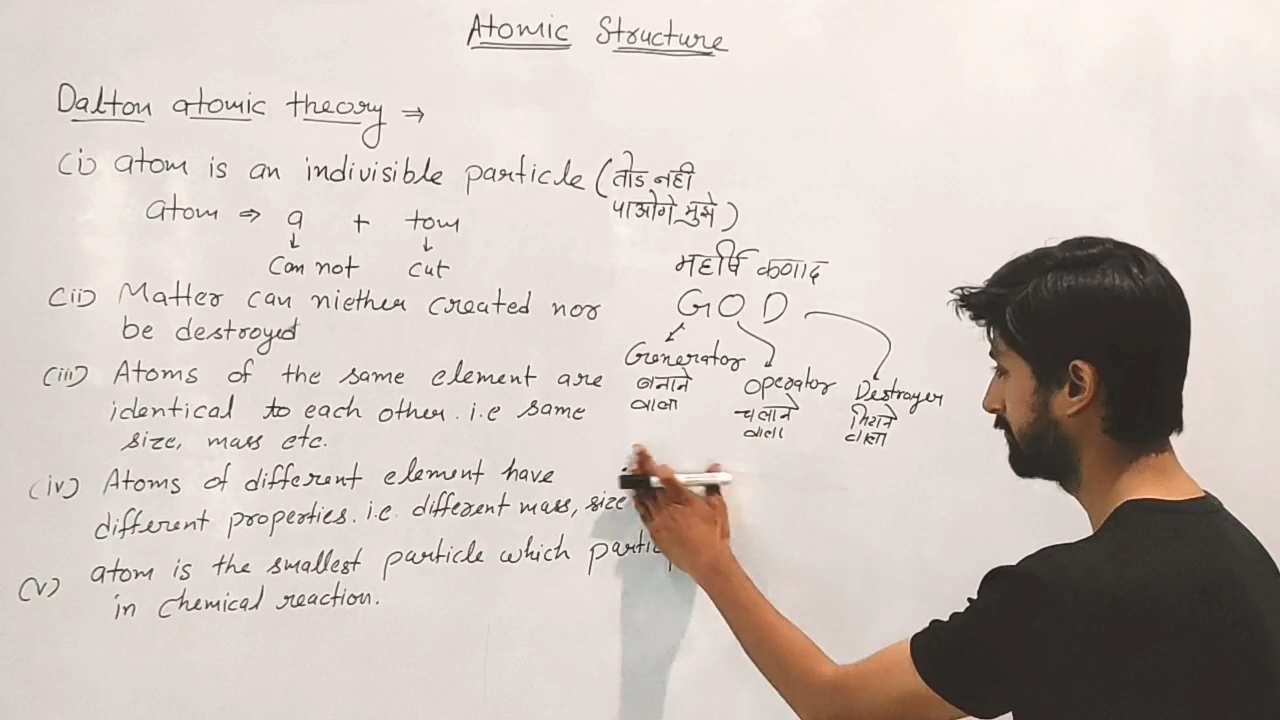 Atomic Structure
Dalton atomic theory ⇒
(i) atom is an indivisible particle (तोड नही
पाओगे मुझे)
atom ⇒ a + tom
↓ ↓
Can not cut
(ii) Matter can niether created nor
be destroyed
(iii) Atoms of the same element are
identical to each other. i.e same
size, mass etc.
(iv) Atoms of different element have
different properties. i.e. different mass, size
(v) atom is the smallest particle which
in chemical reaction.
महर्षि कणाद
GOD
Generator
बनाने
वाला
Operator
चलाने
वाला
Destroyer
वाला